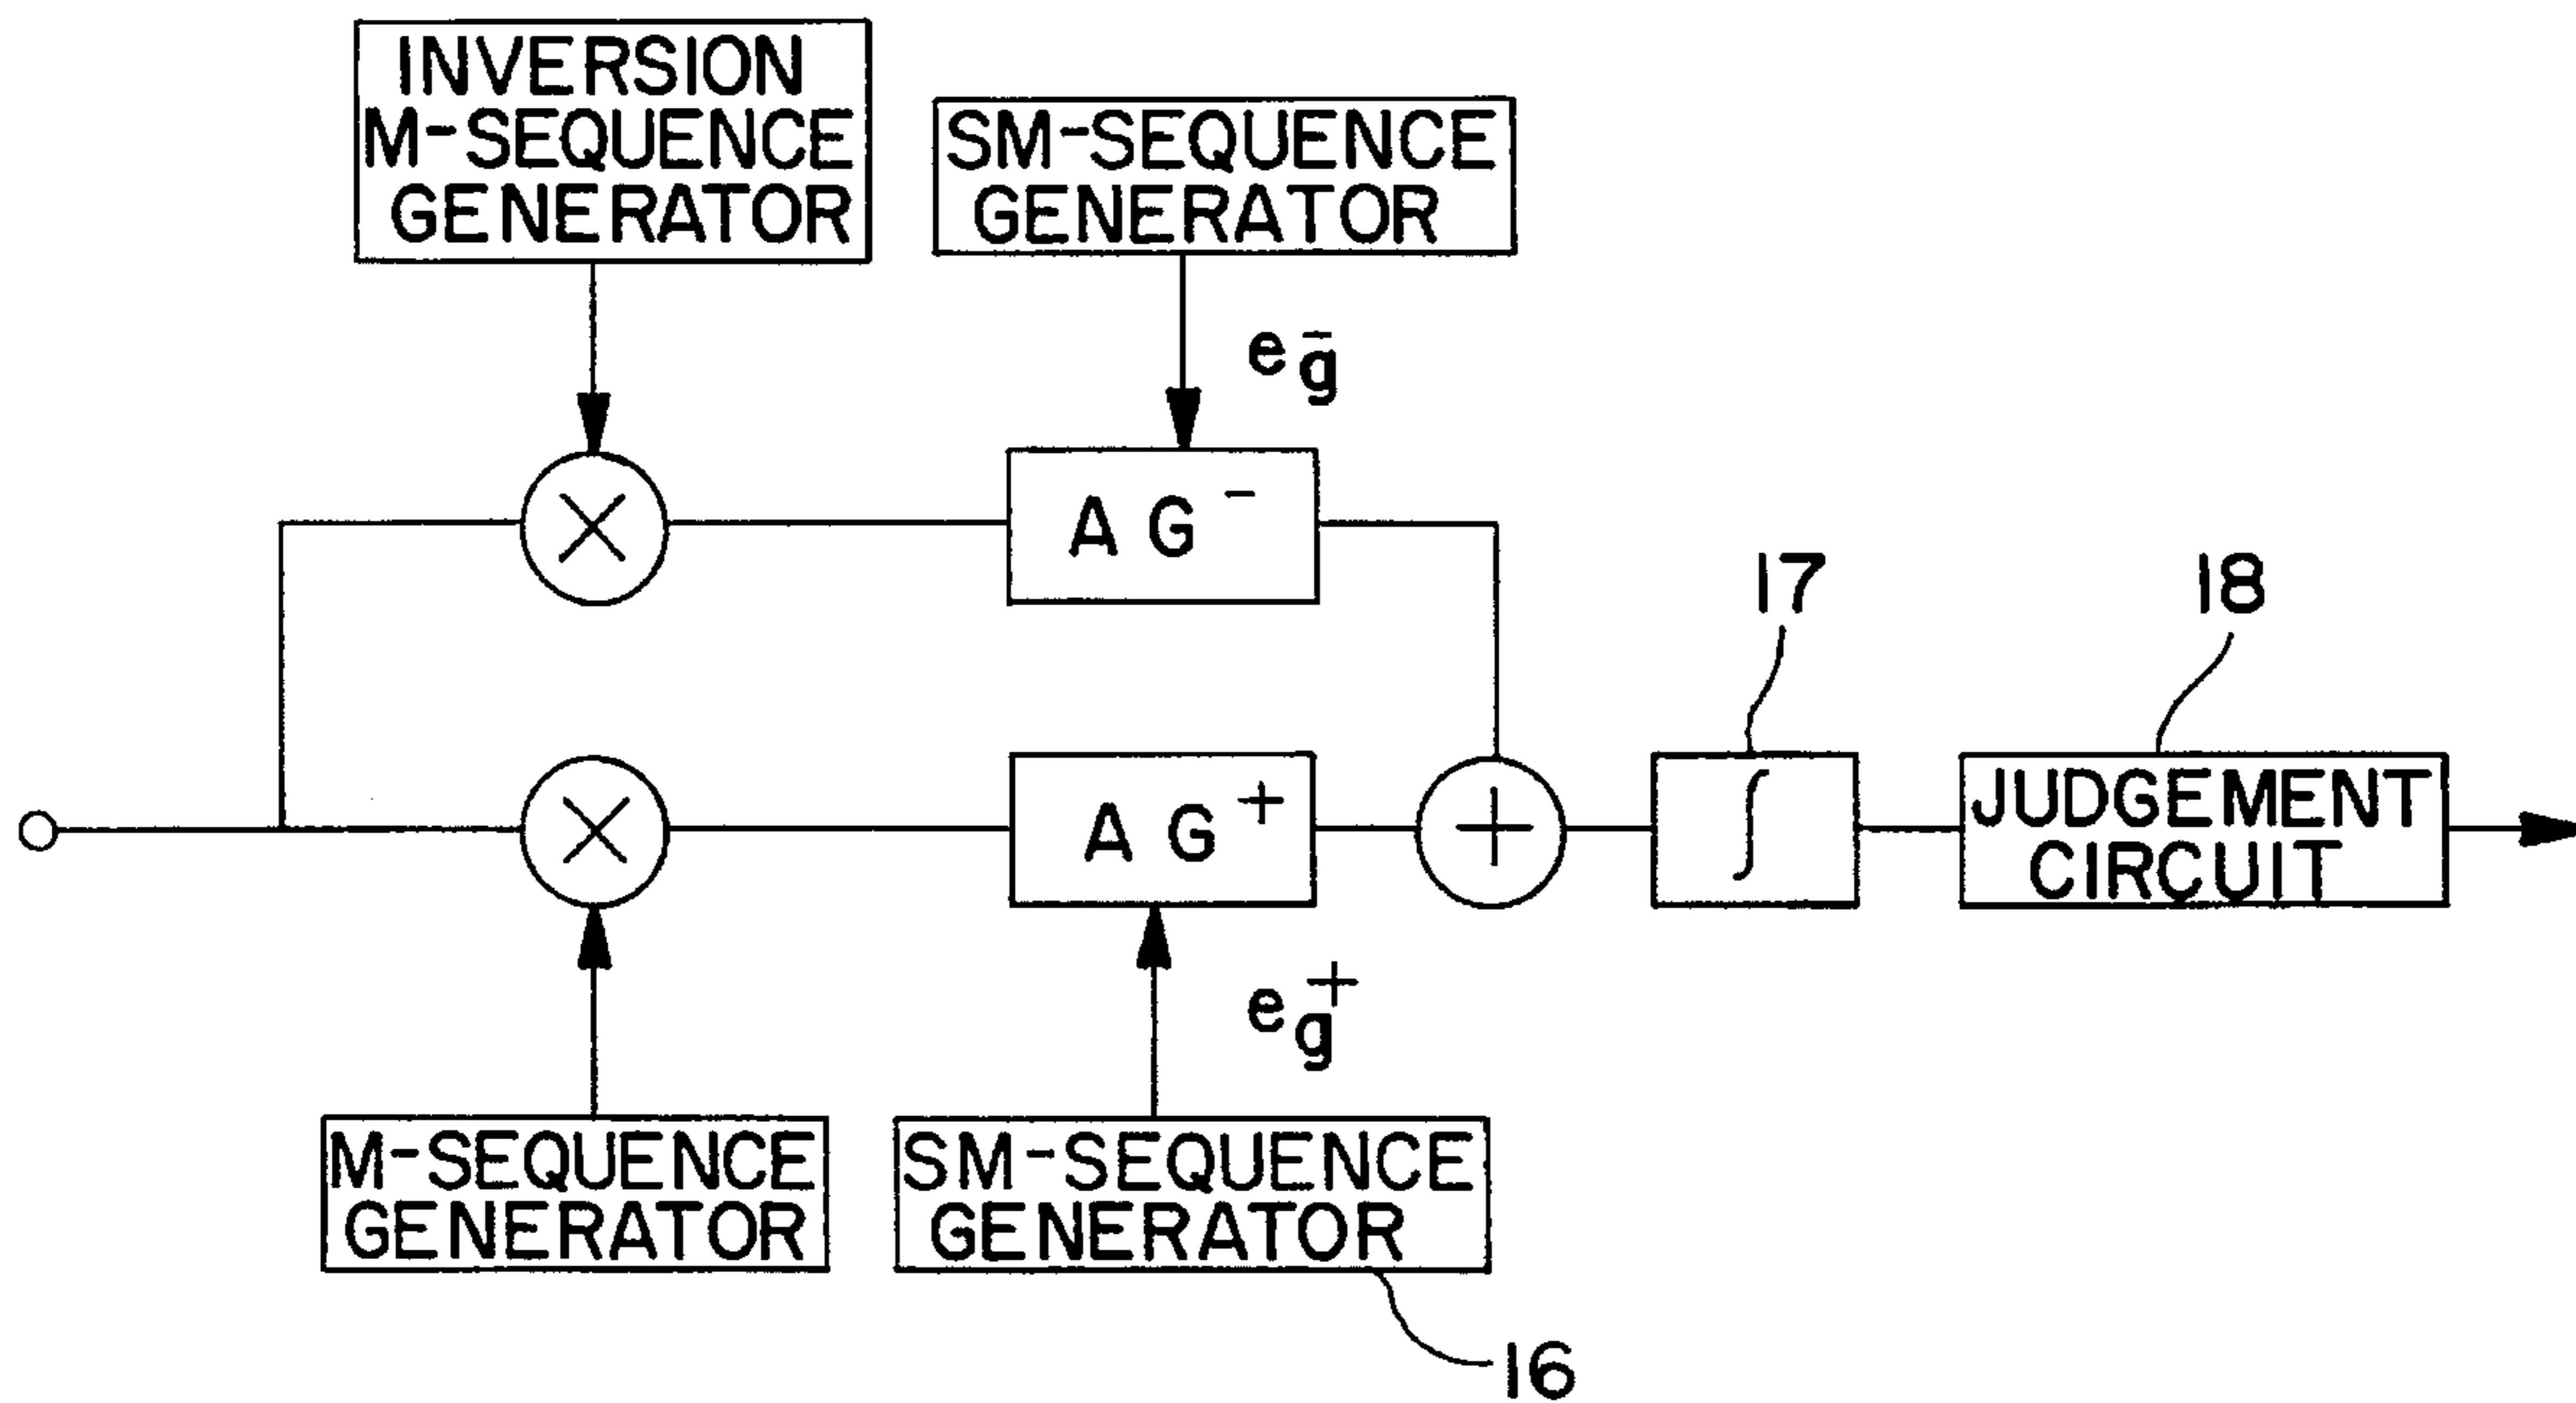 INVERSION
M-SEQUENCE
GENERATOR
SM-SEQUENCE
GENERATOR
e g⁻
×
A G⁻
17
18
×
A G⁺
+
∫
JUDGEMENT
CIRCUIT
e g⁺
M-SEQUENCE
GENERATOR
SM-SEQUENCE
GENERATOR
16